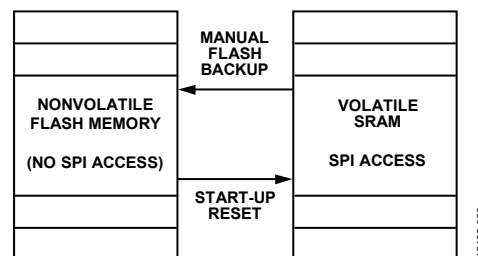 MANUAL
FLASH
BACKUP
NONVOLATILE
FLASH MEMORY
(NO SPI ACCESS)
VOLATILE
SRAM
SPI ACCESS
START-UP
RESET